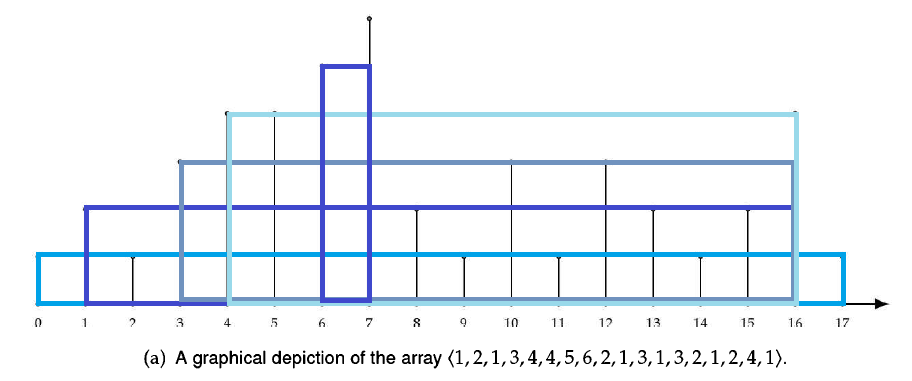 0 1 2 3 4 5 6 7 8 9 10 11 12 13 14 15 16 17
(a) A graphical depiction of the array ⟨1, 2, 1, 3, 4, 4, 5, 6, 2, 1, 3, 1, 3, 2, 1, 2, 4, 1⟩.